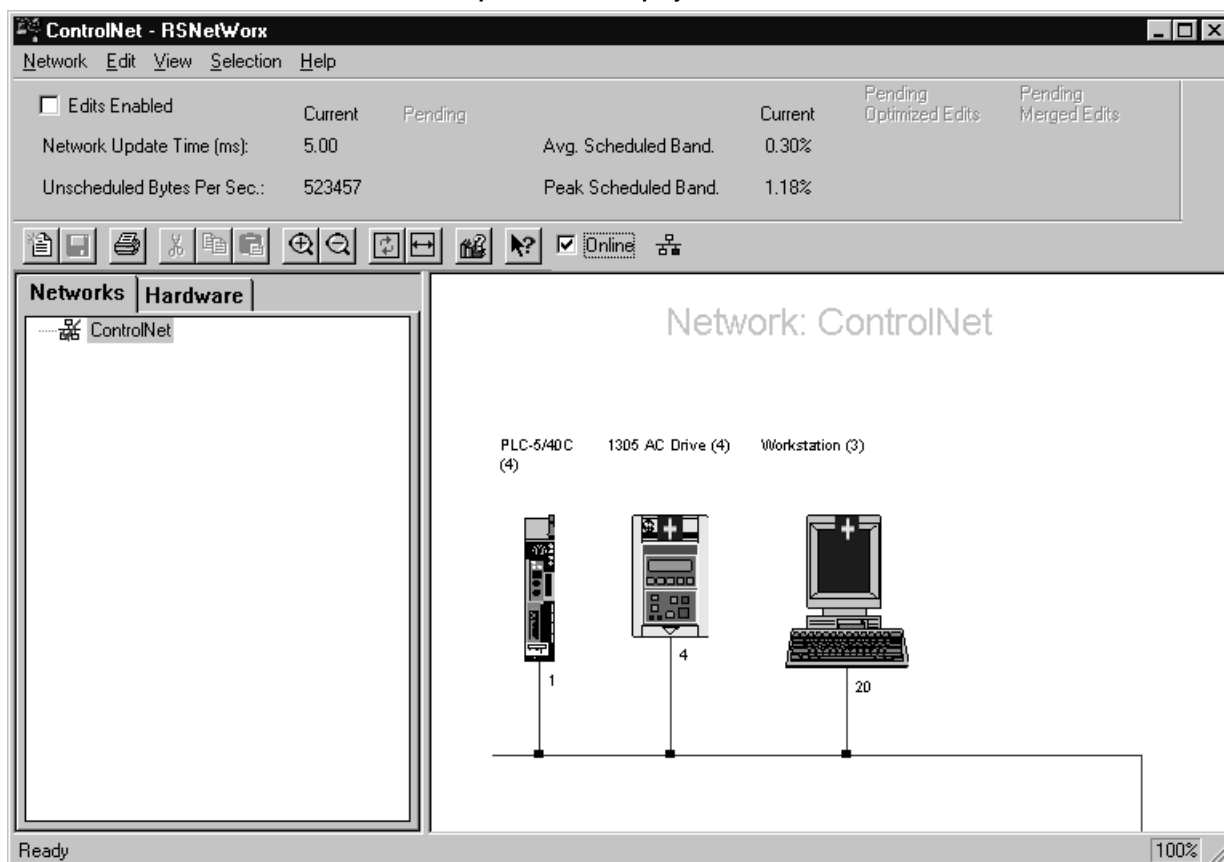 ControlNet - RSNetWorx
Network Edit View Selection Help
Edits Enabled Current Pending Current Pending Optimized Edits Pending Merged Edits
Network Update Time (ms): 5.00 Avg. Scheduled Band. 0.30%
Unscheduled Bytes Per Sec.: 523457 Peak Scheduled Band. 1.18%
Online
Networks Hardware
ControlNet
Network: ControlNet
PLC-5/40C (4)
1305 AC Drive (4)
Workstation (3)
1
4
20
Ready 100%